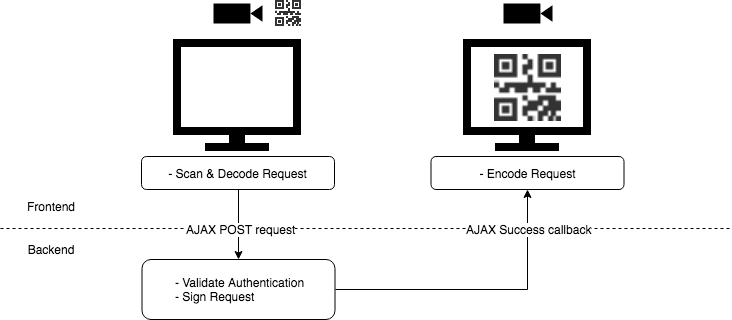 - Scan & Decode Request
- Encode Request
Frontend
AJAX POST request
AJAX Success callback
Backend
- Validate Authentication
- Sign Request